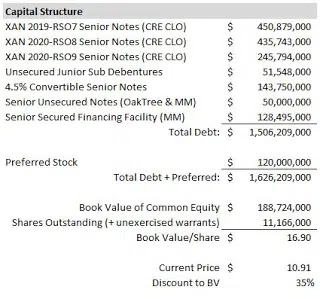 Capital Structure
XAN 2019-RSO7 Senior Notes (CRE CLO) $ 450,879,000
XAN 2020-RSO8 Senior Notes (CRE CLO) $ 435,743,000
XAN 2020-RSO9 Senior Notes (CRE CLO) $ 245,794,000
Unsecured Junior Sub Debentures $ 51,548,000
4.5% Convertible Senior Notes $ 143,750,000
Senior Unsecured Notes (OakTree & MM) $ 50,000,000
Senior Secured Financing Facility (MM) $ 128,495,000
Total Debt: $ 1,506,209,000
Preferred Stock $ 120,000,000
Total Debt + Preferred: $ 1,626,209,000
Book Value of Common Equity $ 188,724,000
Shares Outstanding (+ unexercised warrants) 11,166,000
Book Value/Share $ 16.90
Current Price $ 10.91
Discount to BV 35%